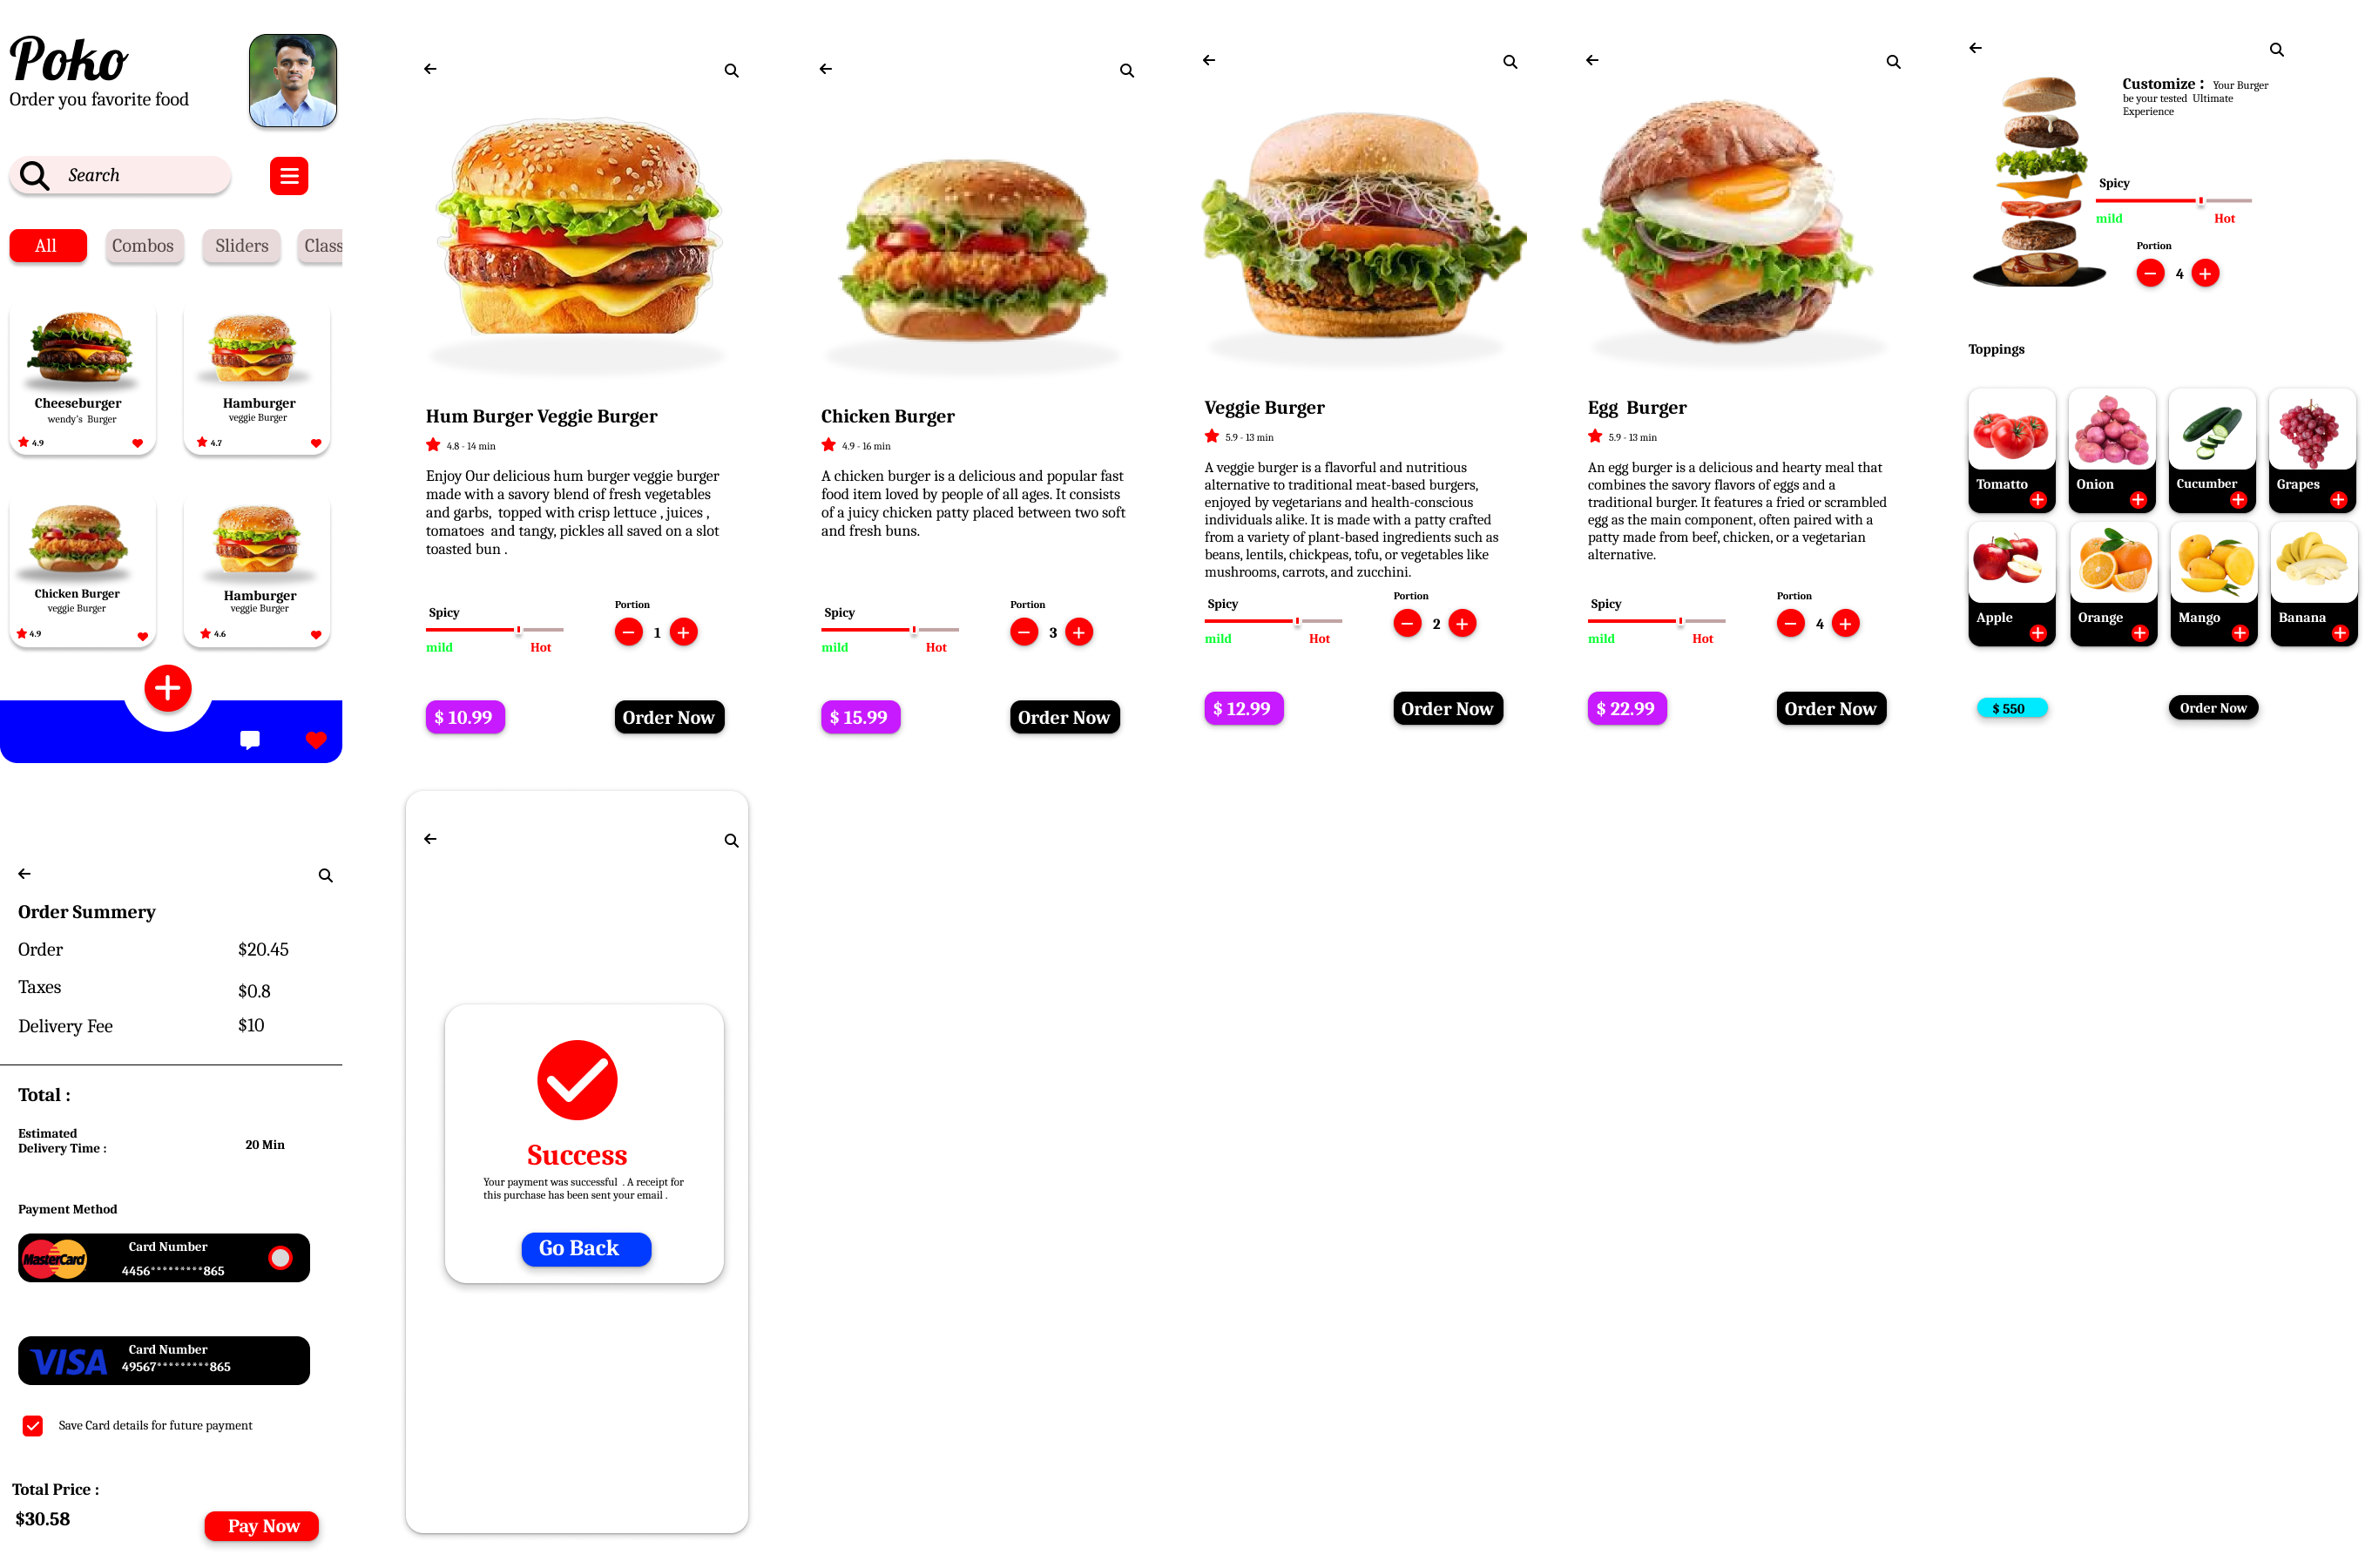 Poko
Order you favorite food
Search
All
Combos
Sliders
Class
Cheeseburger
wendy's Burger
4.9
Hamburger
veggie Burger
4.7
Chicken Burger
veggie Burger
4.9
Hamburger
veggie Burger
4.6
Hum Burger Veggie Burger
4.8 - 14 min
Enjoy Our delicious hum burger veggie burger
made with a savory blend of fresh vegetables
and garbs, topped with crisp lettuce , juices ,
tomatoes and tangy, pickles all saved on a slot
toasted bun .
Spicy
mild
Hot
Portion
1
$ 10.99
Order Now
Chicken Burger
4.9 - 16 min
A chicken burger is a delicious and popular fast
food item loved by people of all ages. It consists
of a juicy chicken patty placed between two soft
and fresh buns.
Spicy
mild
Hot
Portion
3
$ 15.99
Order Now
Veggie Burger
5.9 - 13 min
A veggie burger is a flavorful and nutritious
alternative to traditional meat-based burgers,
enjoyed by vegetarians and health-conscious
individuals alike. It is made with a patty crafted
from a variety of plant-based ingredients such as
beans, lentils, chickpeas, tofu, or vegetables like
mushrooms, carrots, and zucchini.
Spicy
mild
Hot
Portion
2
$ 12.99
Order Now
Egg Burger
5.9 - 13 min
An egg burger is a delicious and hearty meal that
combines the savory flavors of eggs and a
traditional burger. It features a fried or scrambled
egg as the main component, often paired with a
patty made from beef, chicken, or a vegetarian
alternative.
Spicy
mild
Hot
Portion
4
$ 22.99
Order Now
Customize : Your Burger
be your tested Ultimate
Experience
Spicy
mild
Hot
Portion
4
Toppings
Tomatto
Onion
Cucumber
Grapes
Apple
Orange
Mango
Banana
$ 550
Order Now
Order Summery
Order $20.45
Taxes $0.8
Delivery Fee $10
Total :
Estimated
Delivery Time : 20 Min
Payment Method
MasterCard
Card Number
4456*********865
VISA
Card Number
49567*********865
Save Card details for future payment
Total Price :
$30.58
Pay Now
Success
Your payment was successful . A receipt for
this purchase has been sent your email .
Go Back